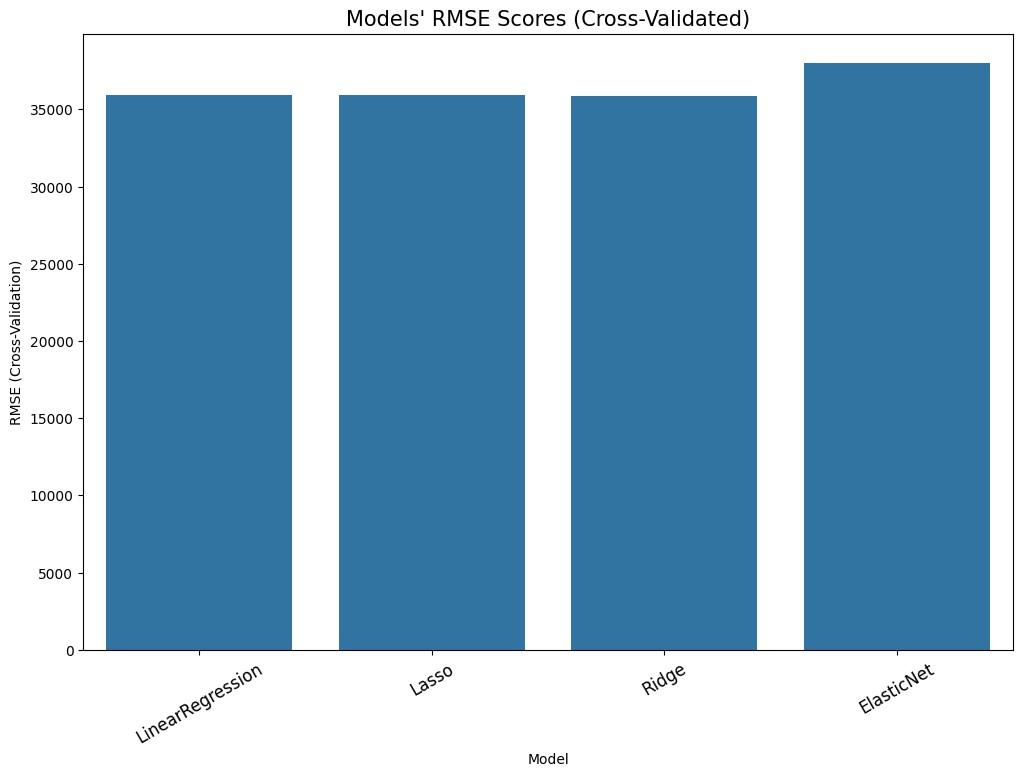 Models' RMSE Scores (Cross-Validated)
RMSE (Cross-Validation)
35000
30000
25000
20000
15000
10000
5000
0
LinearRegression
Lasso
Ridge
ElasticNet
Model